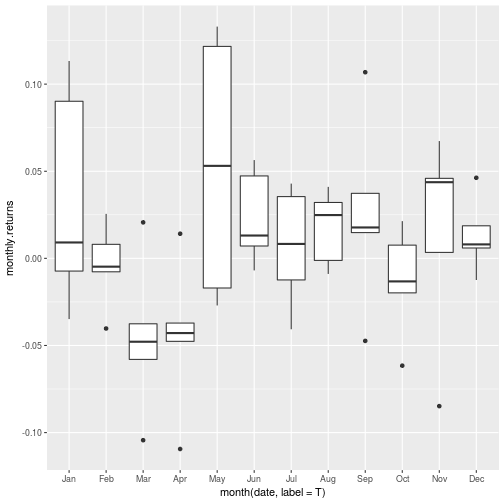 monthly.returns
0.10
0.05
0.00
-0.05
-0.10
Jan Feb Mar Apr May Jun Jul Aug Sep Oct Nov Dec
month(date, label = T)